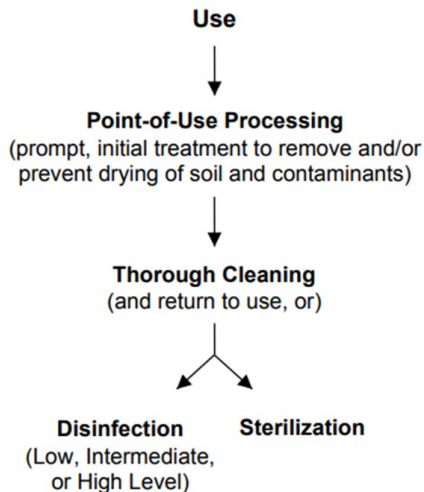 Use
Point-of-Use Processing
(prompt, initial treatment to remove and/or
prevent drying of soil and contaminants)
Thorough Cleaning
(and return to use, or)
Disinfection
(Low, Intermediate,
or High Level)
Sterilization